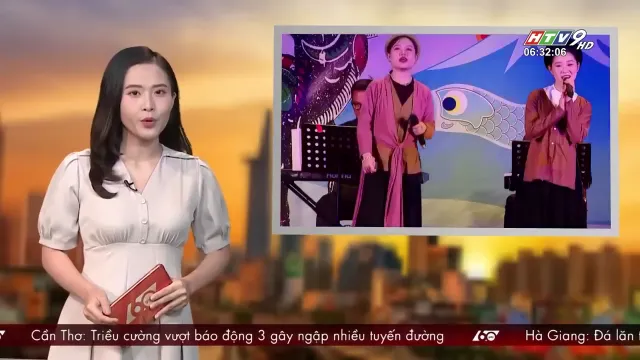 HTV9 HD
06:32:06
Cần Thơ: Triều cường vượt báo động 3 gây ngập nhiều tuyến đường
60
Hà Giang: Đá lăn